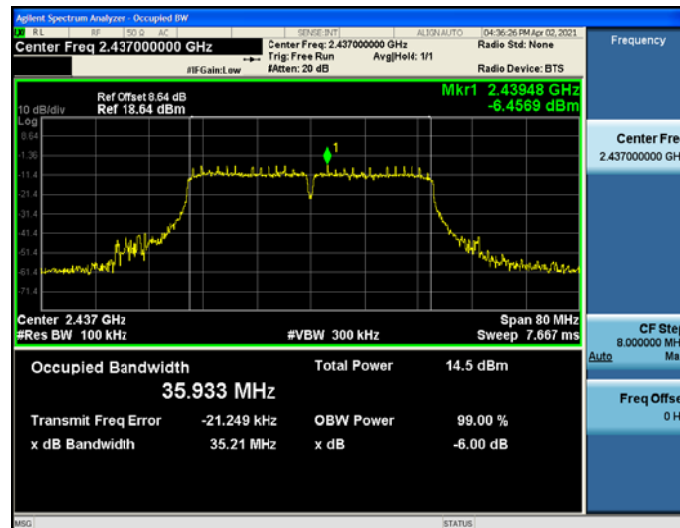 Agilent Spectrum Analyzer - Occupied BW
RL RF 50 Ω AC SENSE:INT ALIGN AUTO 04:36:26 PM Apr 02, 2021
Center Freq 2.437000000 GHz
Center Freq: 2.437000000 GHz
Radio Std: None
Trig: Free Run Avg|Hold: 1/1
#IFGain:Low #Atten: 20 dB Radio Device: BTS
Frequency
Mkr1 2.43948 GHz
-6.4569 dBm
Ref Offset 8.64 dB
10 dB/div Ref 18.64 dBm
Log
8.64
-1.36
-11.4
-21.4
-31.4
-41.4
-51.4
-61.4
-71.4
1
Center Fre
2.437000000 GH
Center 2.437 GHz Span 80 MHz
#Res BW 100 kHz #VBW 300 kHz Sweep 7.667 ms
CF Step
8.000000 MH
Auto Ma
Occupied Bandwidth Total Power 14.5 dBm
35.933 MHz
Transmit Freq Error -21.249 kHz OBW Power 99.00 %
x dB Bandwidth 35.21 MHz x dB -6.00 dB
Freq Offse
0 H
MSG STATUS